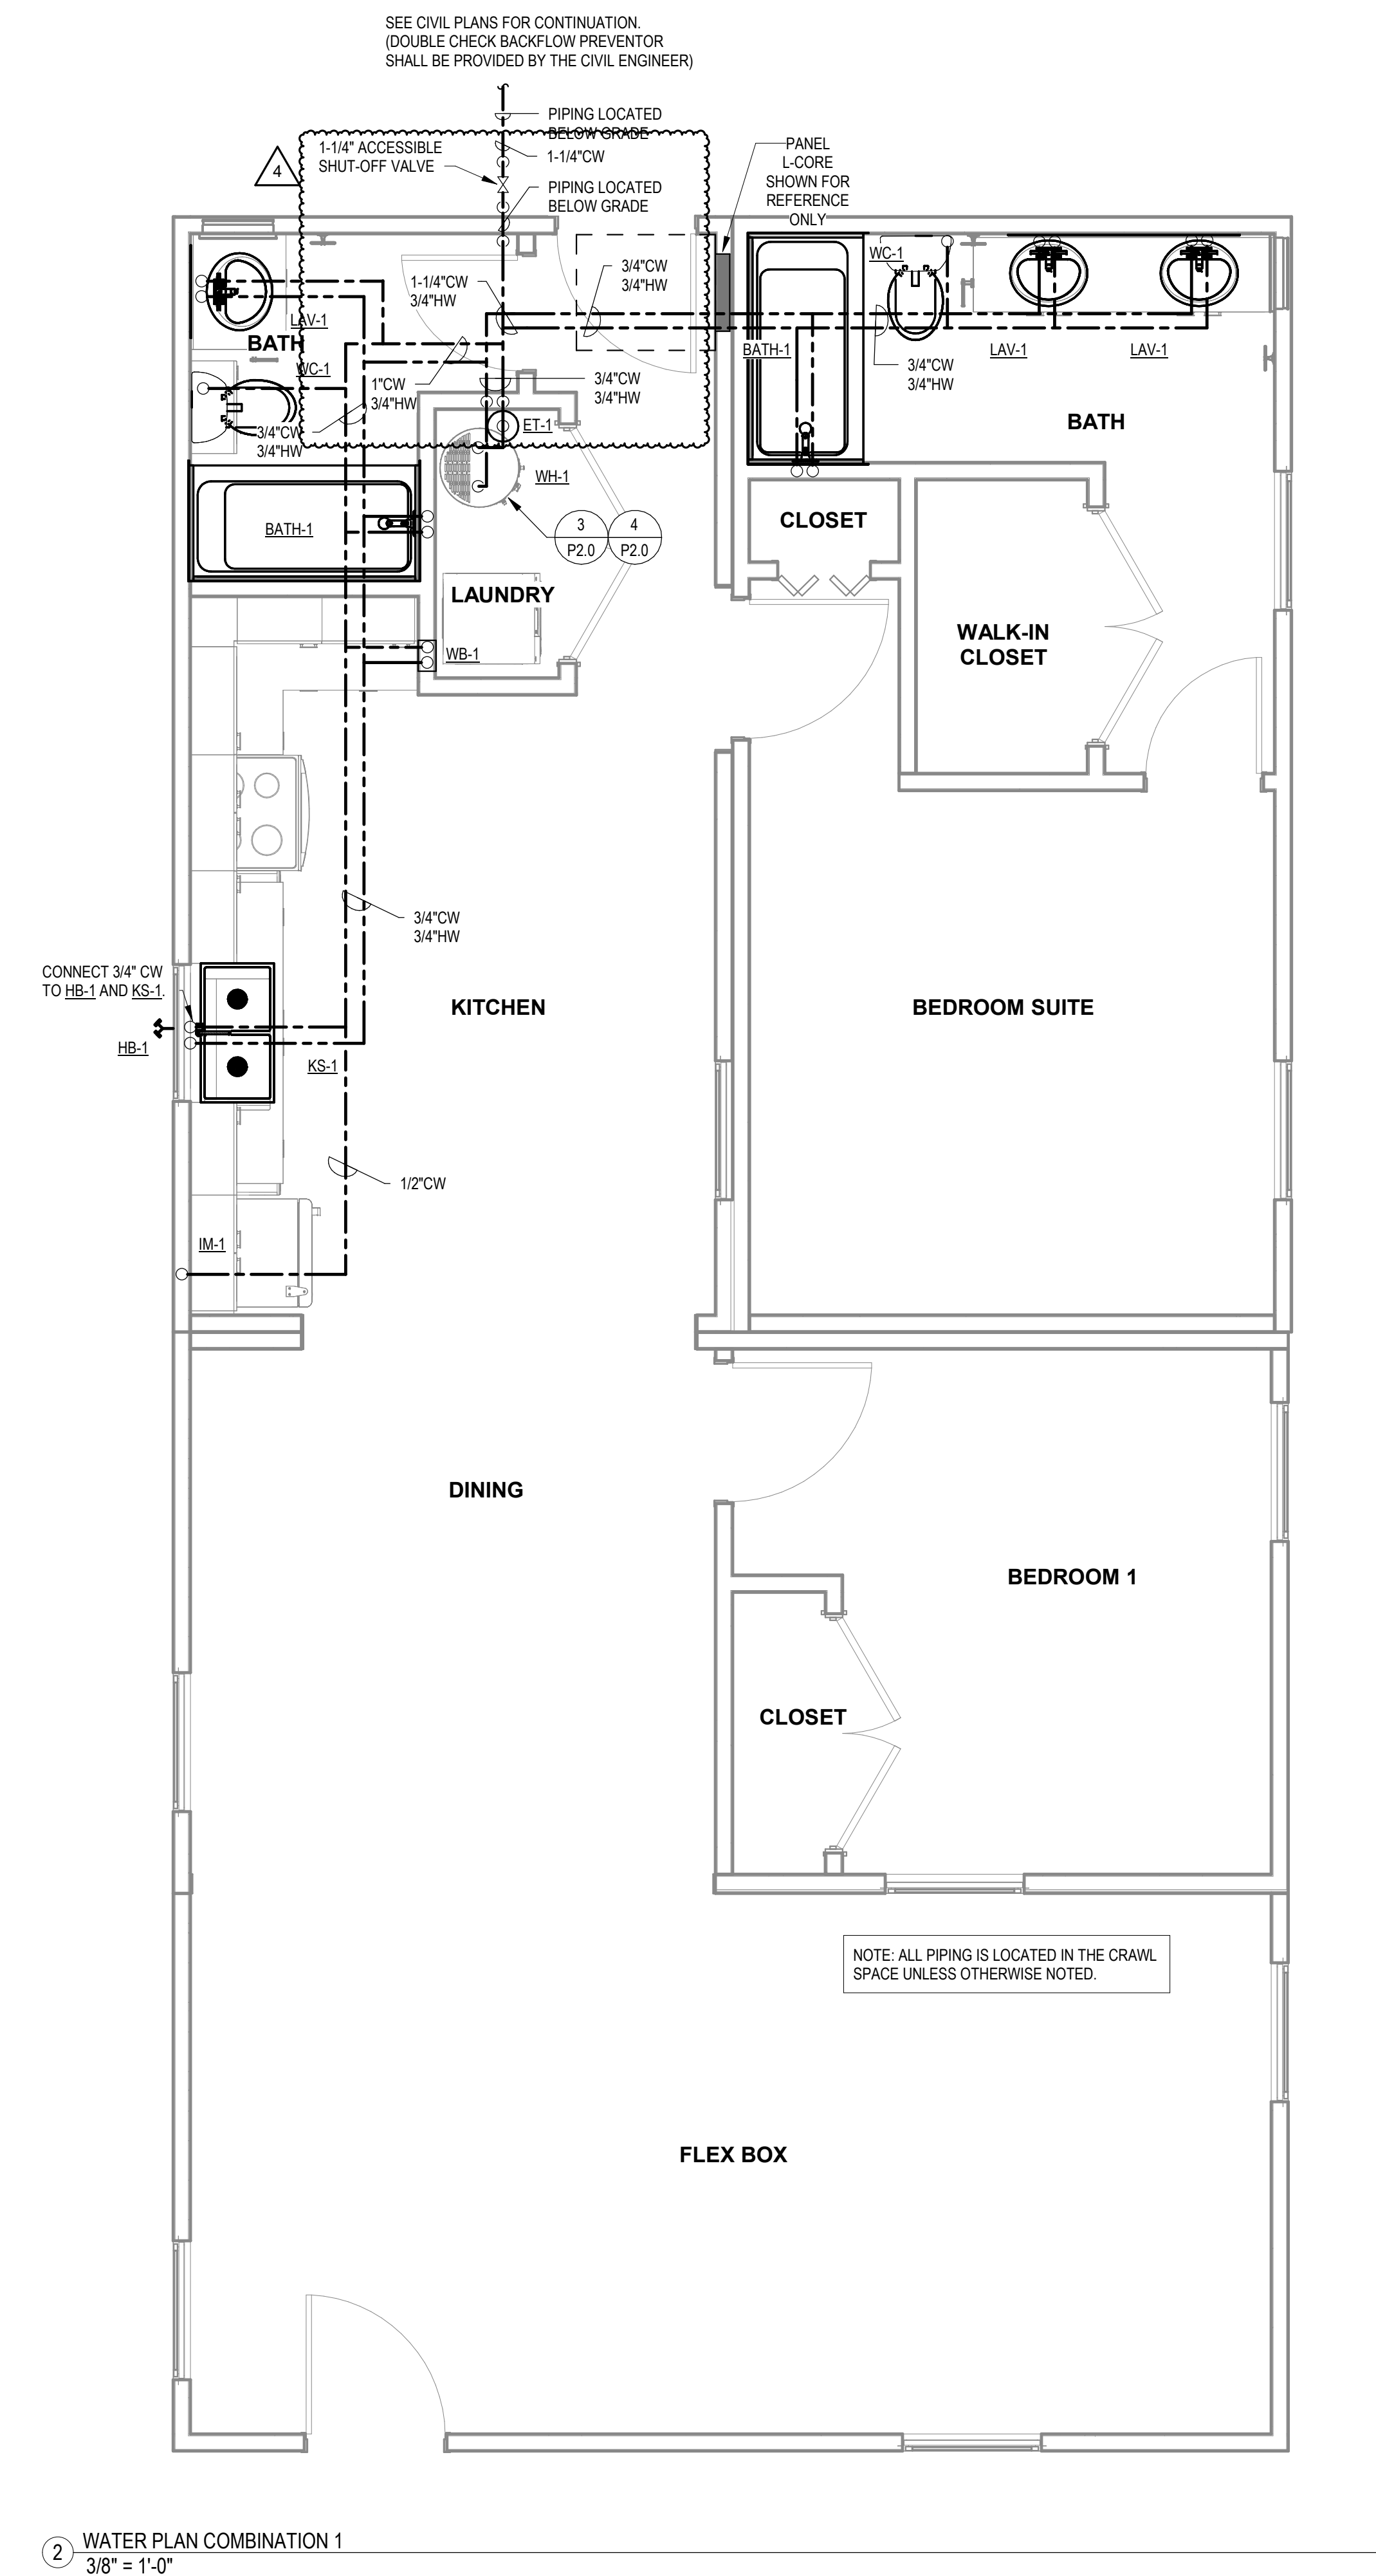 SEE CIVIL PLANS FOR CONTINUATION.
(DOUBLE CHECK BACKFLOW PREVENTOR
SHALL BE PROVIDED BY THE CIVIL ENGINEER)
PIPING LOCATED
BELOW GRADE
1-1/4" ACCESSIBLE
SHUT-OFF VALVE
1-1/4"CW
4
PIPING LOCATED
BELOW GRADE
PANEL
L-CORE
SHOWN FOR
REFERENCE
ONLY
WC-1
3/4"CW
3/4"HW
1-1/4"CW
3/4"HW
LAV-1
BATH
WC-1
BATH-1
LAV-1
LAV-1
3/4"CW
3/4"HW
1"CW
3/4"HW
3/4"CW
3/4"HW
BATH
3/4"CW
3/4"HW
ET-1
WH-1
BATH-1
3
P2.0
4
P2.0
CLOSET
LAUNDRY
WB-1
WALK-IN
CLOSET
3/4"CW
3/4"HW
CONNECT 3/4" CW
TO HB-1 AND KS-1.
KITCHEN
BEDROOM SUITE
HB-1
KS-1
1/2"CW
IM-1
DINING
BEDROOM 1
CLOSET
NOTE: ALL PIPING IS LOCATED IN THE CRAWL
SPACE UNLESS OTHERWISE NOTED.
FLEX BOX
2
WATER PLAN COMBINATION 1
3/8" = 1'-0"